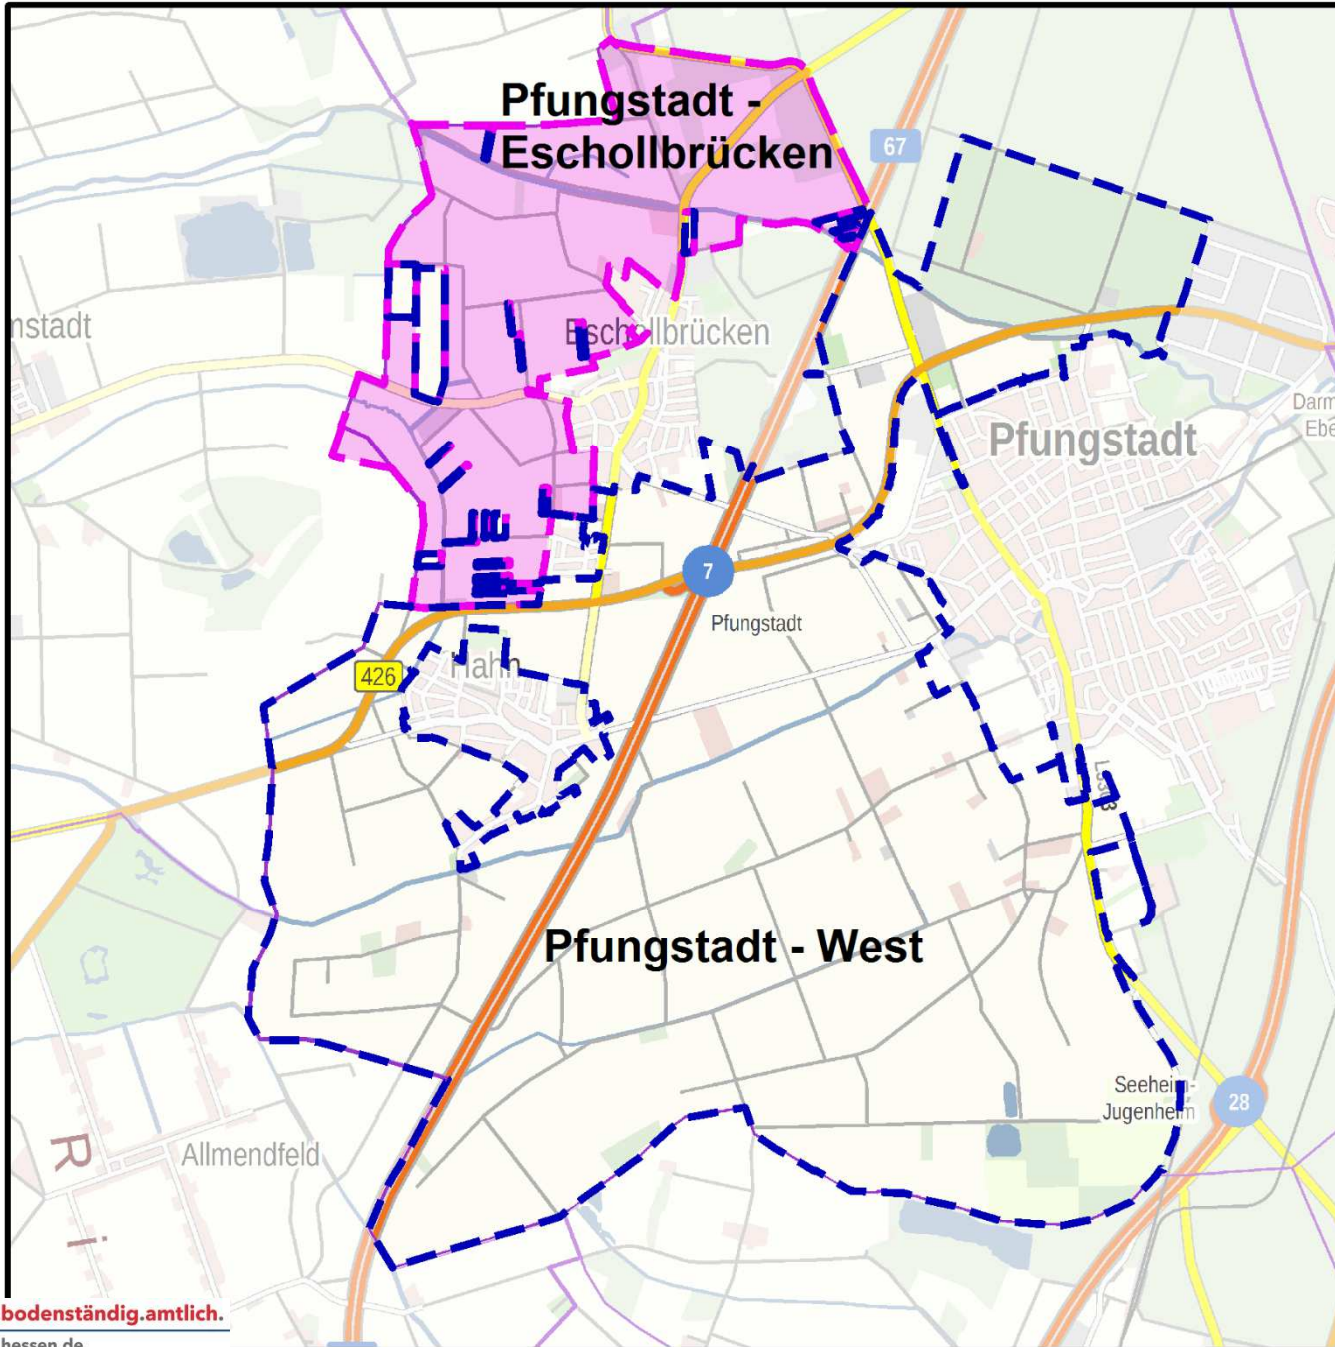 Pfungstadt -
Eschollbrücken
67
nstadt
Eschollbrücken
Darm
Ebe
Pfungstadt
7
Pfungstadt
Hahn
426
L3303
Pfungstadt - West
Seeheim-
Jugenheim
28
Allmendfeld
R
i
bodenständig.amtlich.
hessen.de